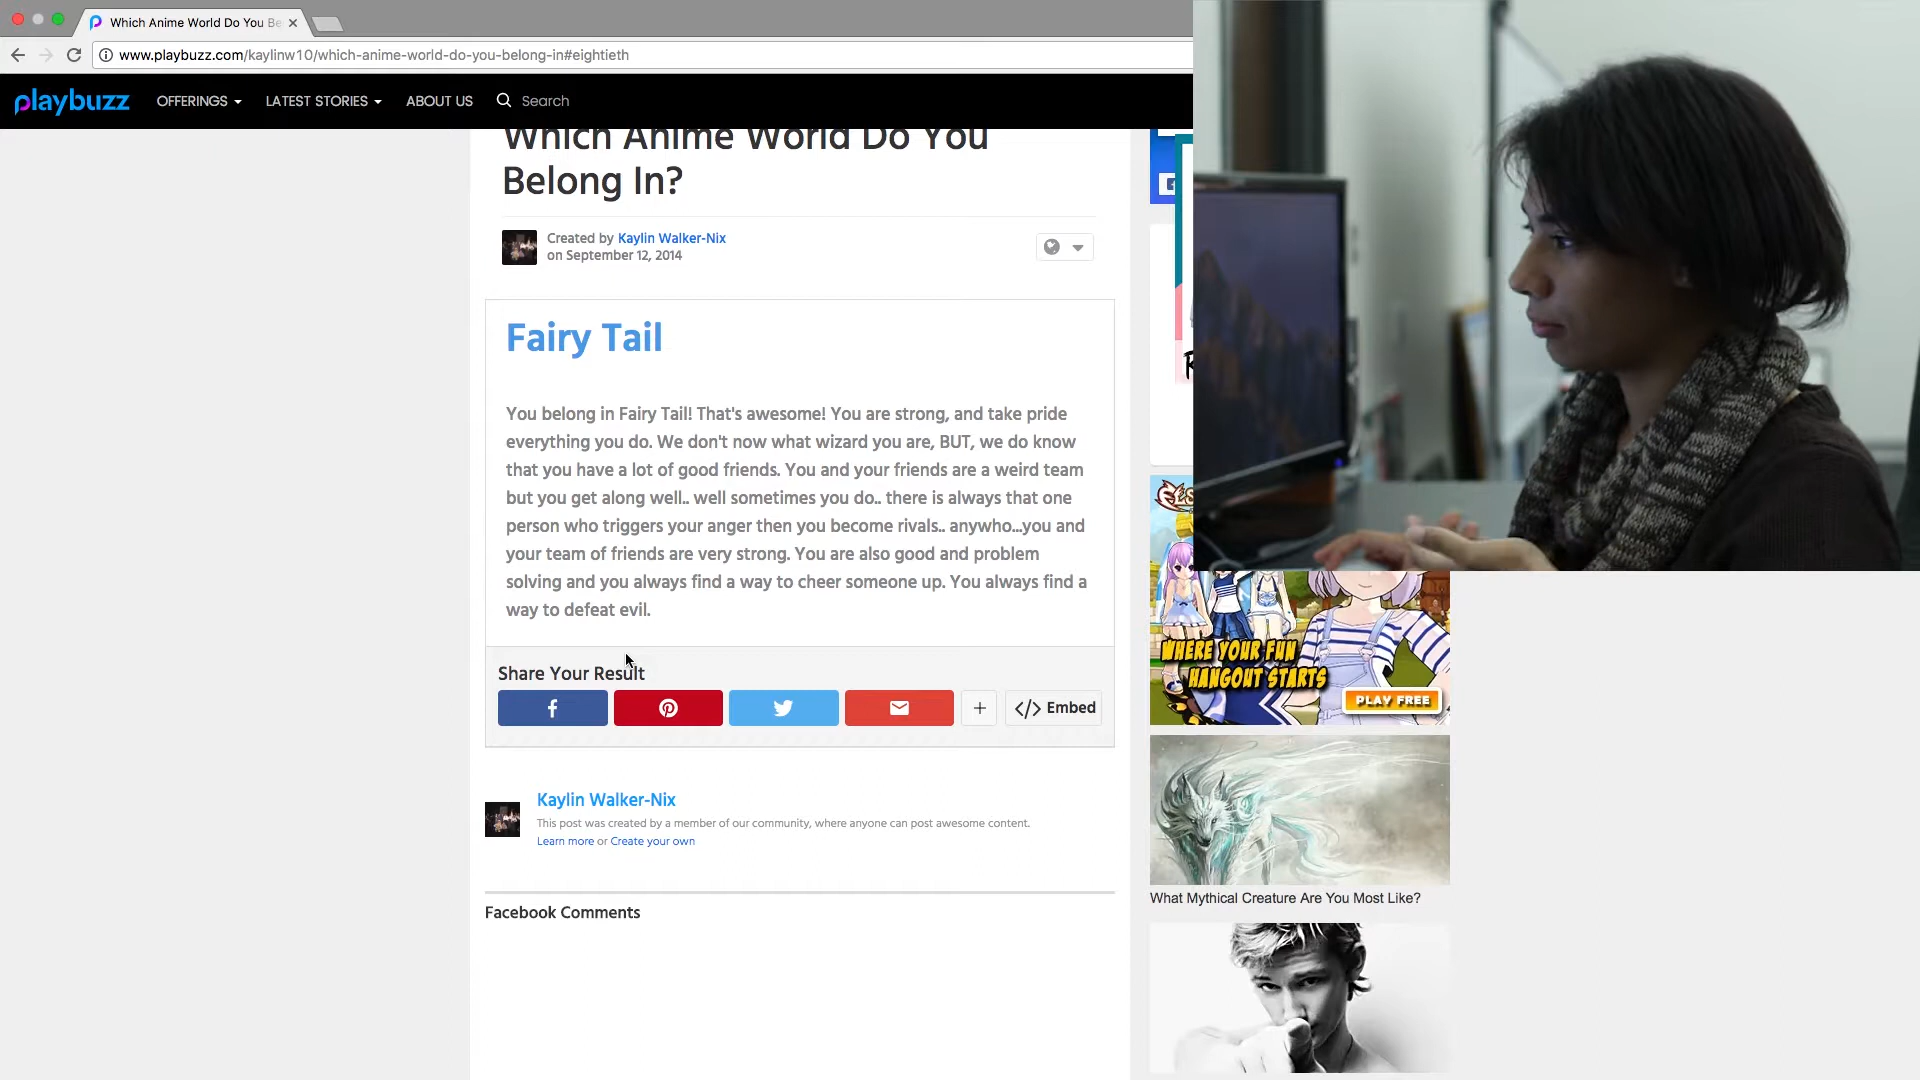 Which Anime World Do You Be
www.playbuzz.com/kaylinw10/which-anime-world-do-you-belong-in#eightieth
playbuzz OFFERINGS LATEST STORIES ABOUT US Search
Which Anime World Do You
Belong In?
Created by Kaylin Walker-Nix
on September 12, 2014
Fairy Tail
You belong in Fairy Tail! That's awesome! You are strong, and take pride
everything you do. We don't now what wizard you are, BUT, we do know
that you have a lot of good friends. You and your friends are a weird team
but you get along well.. well sometimes you do.. there is always that one
person who triggers your anger then you become rivals.. anywho...you and
your team of friends are very strong. You are also good and problem
solving and you always find a way to cheer someone up. You always find a
way to defeat evil.
Share Your Result
</> Embed
Kaylin Walker-Nix
This post was created by a member of our community, where anyone can post awesome content.
Learn more or Create your own
Facebook Comments
WHERE YOUR FUN
HANGOUT STARTS
PLAY FREE
What Mythical Creature Are You Most Like?